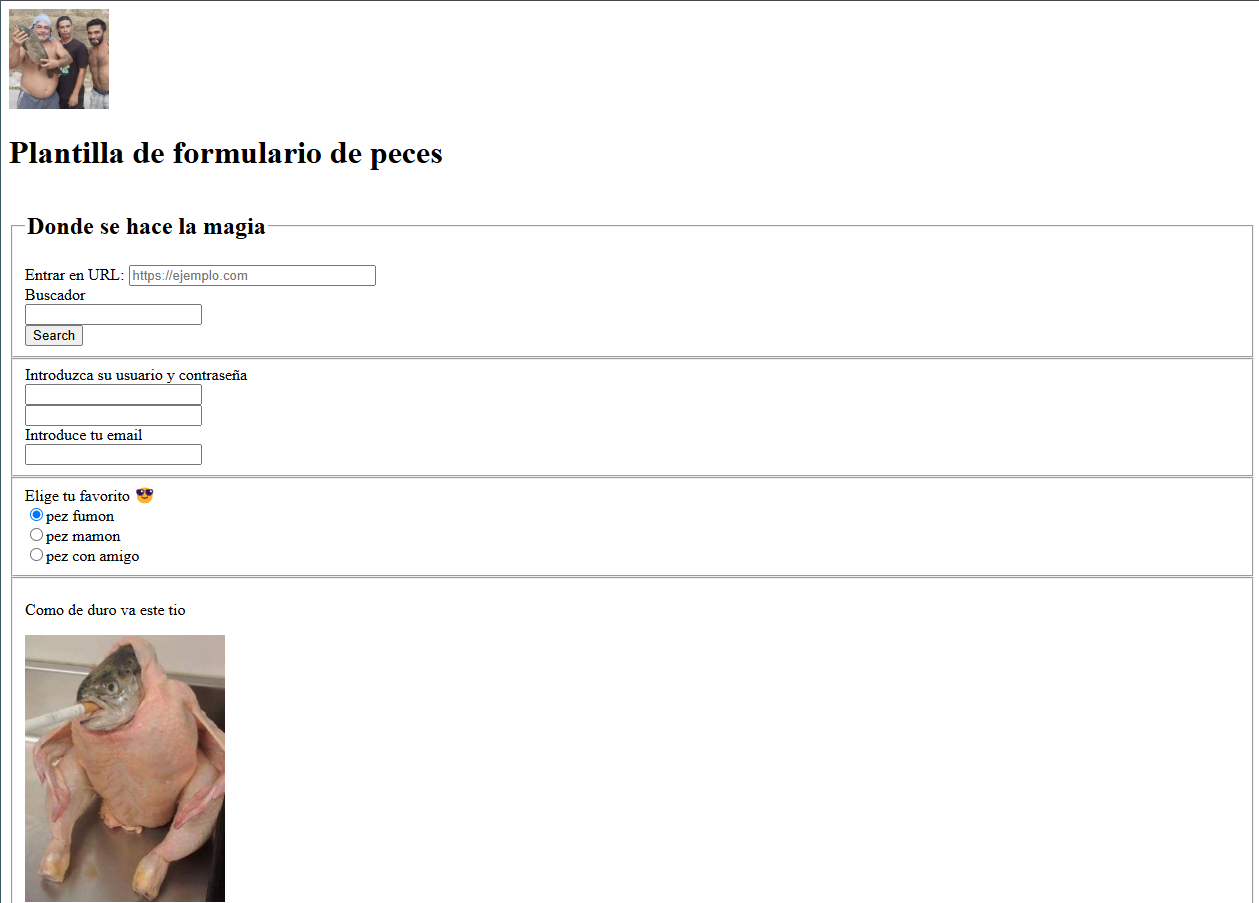 Plantilla de formulario de peces
Donde se hace la magia
Entrar en URL: https://ejemplo.com
Buscador
Search
Introduzca su usuario y contraseña
Introduce tu email
Elige tu favorito 😎
pez fumon
pez mamon
pez con amigo
Como de duro va este tio